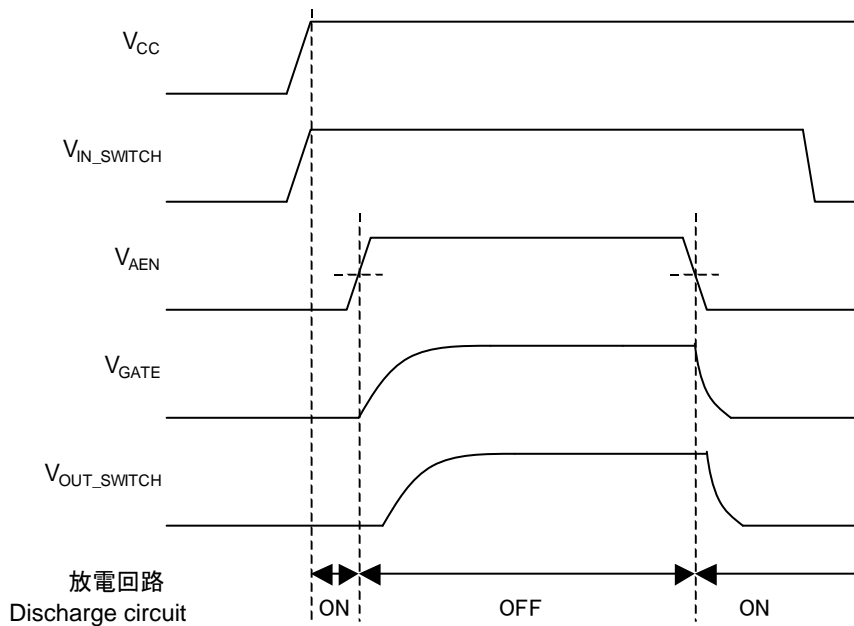 VCC
VIN_SWITCH
VAEN
VGATE
VOUT_SWITCH
放電回路
Discharge circuit
ON
OFF
ON